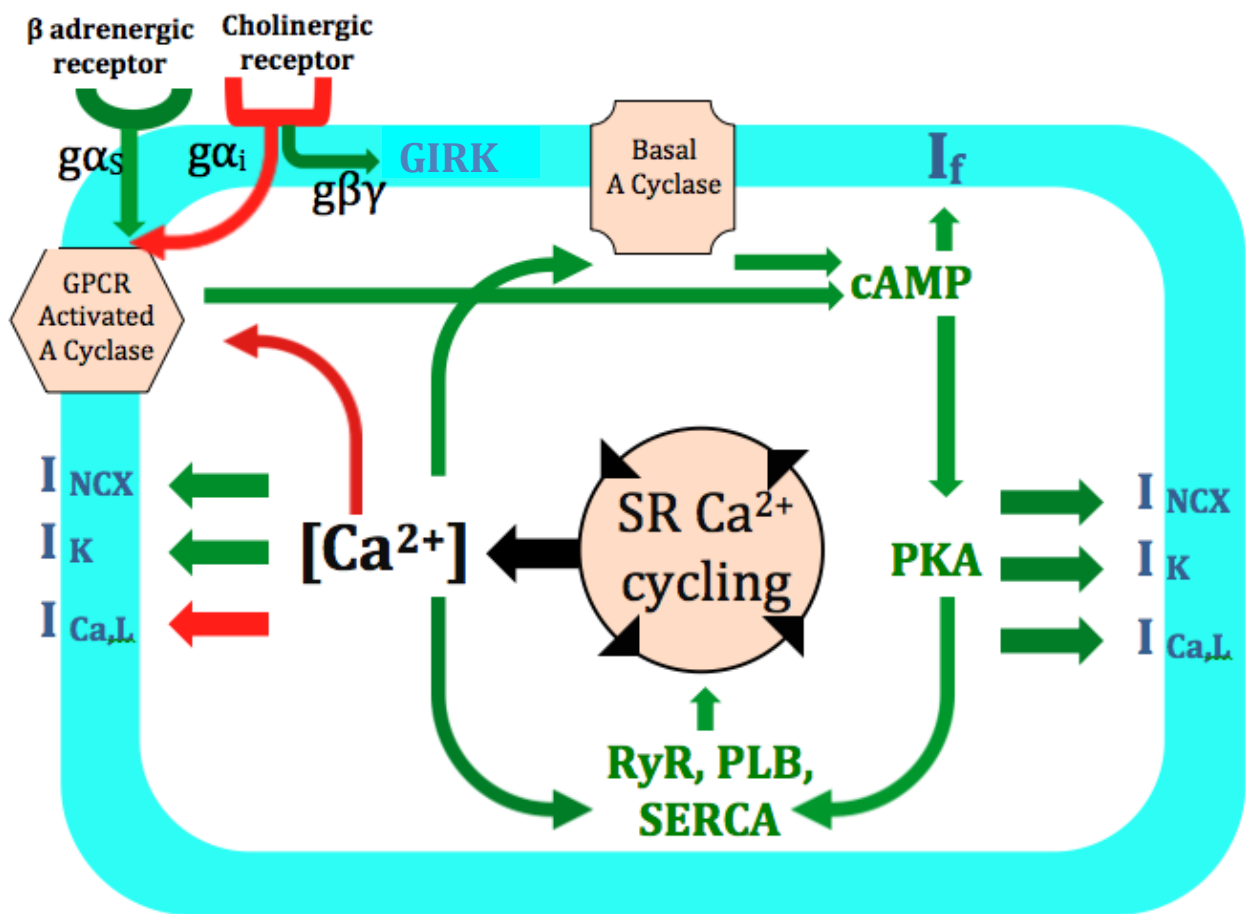 β adrenergic
receptor
Cholinergic
receptor
gαS
gαi
gβγ
GIRK
Basal
A Cyclase
If
GPCR
Activated
A Cyclase
cAMP
I NCX
I K
I Ca,L
[Ca²⁺]
SR Ca²⁺
cycling
PKA
I NCX
I K
I Ca,L
RyR, PLB,
SERCA